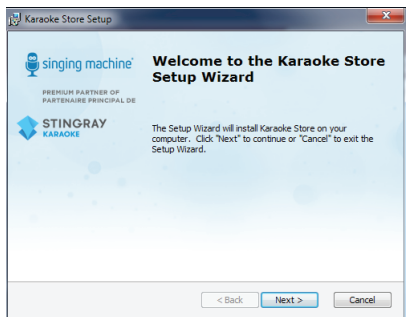 Karaoke Store Setup
singing machine®
PREMIUM PARTNER OF
PARTENAIRE PRINCIPAL DE
STINGRAY
KARAOKE
Welcome to the Karaoke Store
Setup Wizard
The Setup Wizard will install Karaoke Store on your
computer. Click "Next" to continue or "Cancel" to exit the
Setup Wizard.
< Back
Next >
Cancel